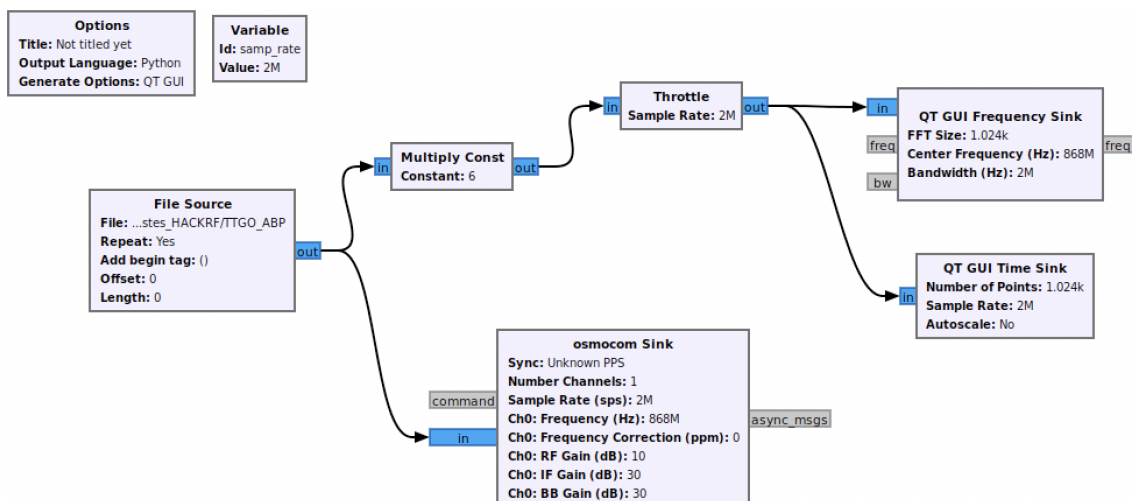 Options
Title: Not titled yet
Output Language: Python
Generate Options: QT GUI
Variable
Id: samp_rate
Value: 2M
Throttle
Sample Rate: 2M
in
out
QT GUI Frequency Sink
FFT Size: 1.024k
Center Frequency (Hz): 868M
Bandwidth (Hz): 2M
in
freq
bw
freq
Multiply Const
Constant: 6
in
out
File Source
File: ...stes_HACKRF/TTGO_ABP
Repeat: Yes
Add begin tag: ()
Offset: 0
Length: 0
out
QT GUI Time Sink
Number of Points: 1.024k
Sample Rate: 2M
Autoscale: No
in
osmocom Sink
Sync: Unknown PPS
Number Channels: 1
Sample Rate (sps): 2M
Ch0: Frequency (Hz): 868M
Ch0: Frequency Correction (ppm): 0
Ch0: RF Gain (dB): 10
Ch0: IF Gain (dB): 30
Ch0: BB Gain (dB): 30
command
in
async_msgs